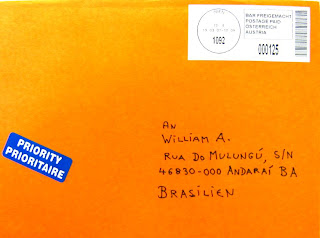 BAR FREIGEMACHT
POSTAGE PAID
ÖSTERREICH
AUSTRIA
1092
000125
PRIORITY
PRIORITAIRE
AN
WILLIAM A.
RUA DO MULUNGÚ, S/N
46830-000 ANDARAÍ BA
BRASILIEN